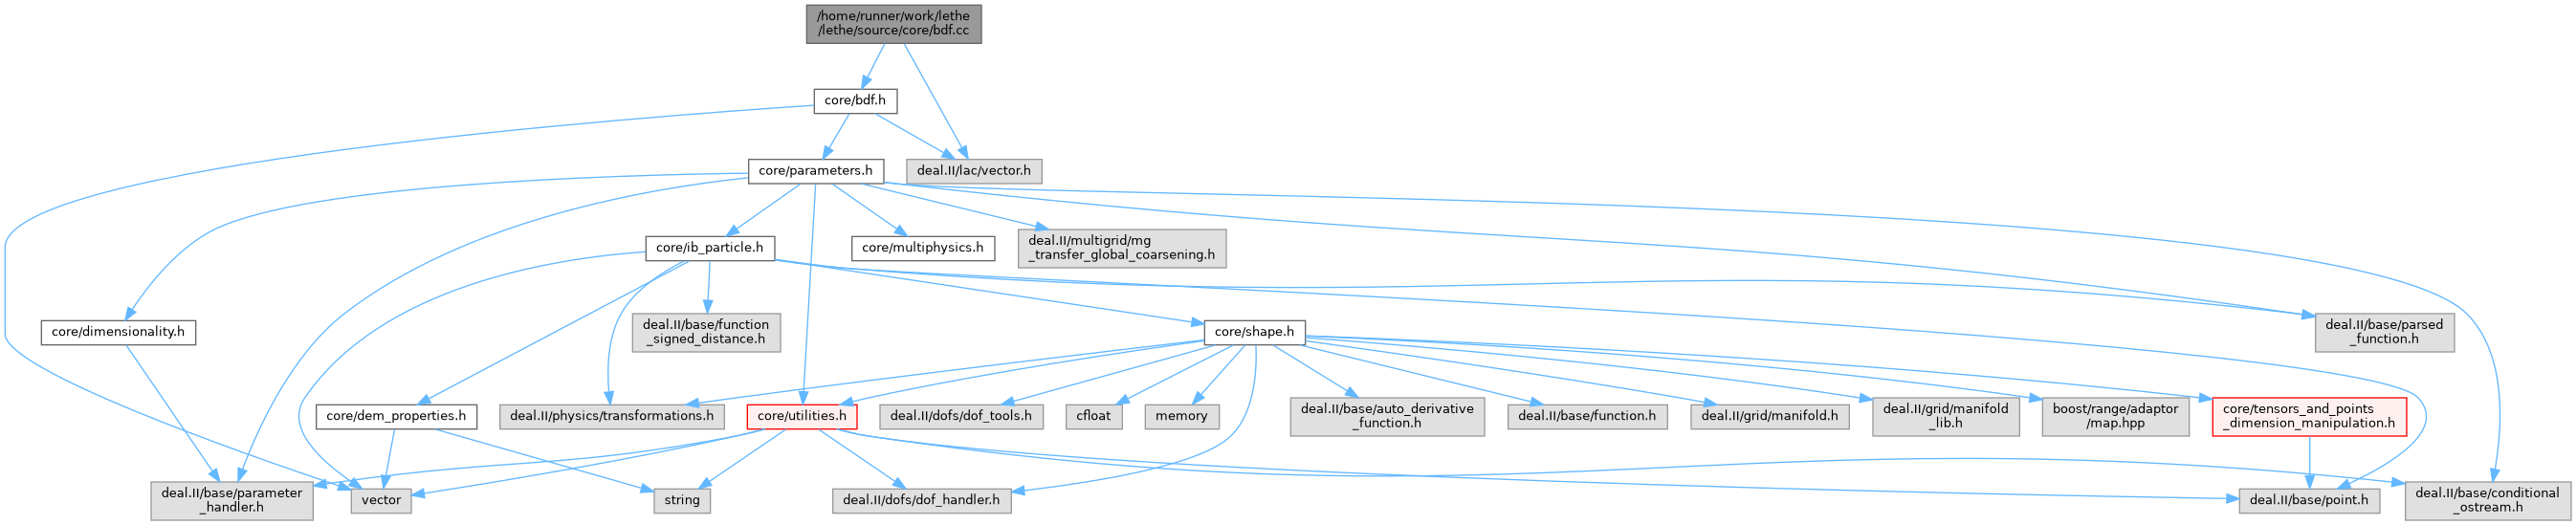 /home/runner/work/lethe
/lethe/source/core/bdf.cc
core/bdf.h
core/parameters.h
deal.II/lac/vector.h
core/ib_particle.h
core/multiphysics.h
deal.II/multigrid/mg
_transfer_global_coarsening.h
core/dimensionality.h
deal.II/base/function
_signed_distance.h
core/shape.h
deal.II/base/parsed
_function.h
core/dem_properties.h
deal.II/physics/transformations.h
core/utilities.h
deal.II/dofs/dof_tools.h
cfloat
memory
deal.II/base/auto_derivative
_function.h
deal.II/base/function.h
deal.II/grid/manifold.h
deal.II/grid/manifold
_lib.h
boost/range/adaptor
/map.hpp
core/tensors_and_points
_dimension_manipulation.h
deal.II/base/parameter
_handler.h
vector
string
deal.II/dofs/dof_handler.h
deal.II/base/point.h
deal.II/base/conditional
_ostream.h